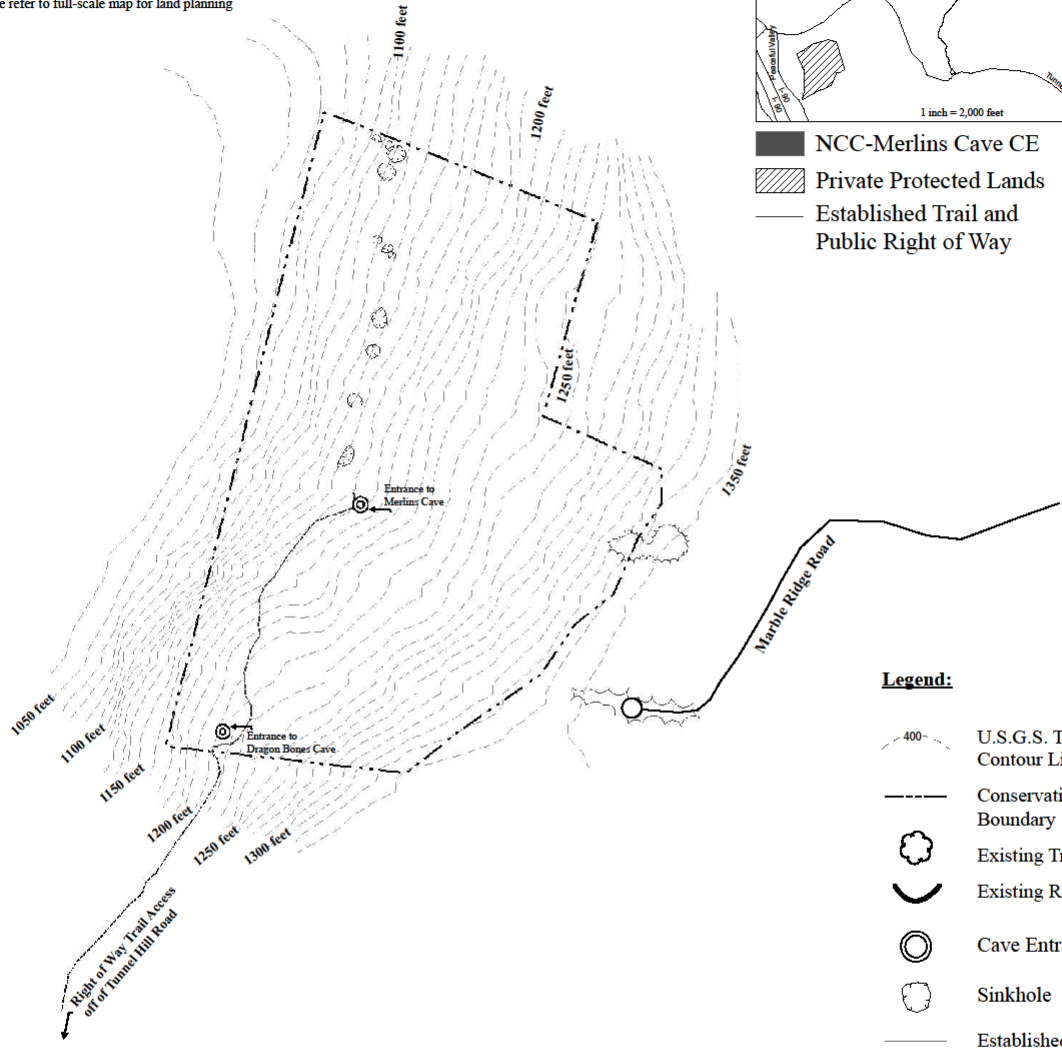 e refer to full-scale map for land planning
1100 feet
1200 feet
Peaceful Valley
I-90
I-90
1 inch = 2,000 feet
NCC-Merlins Cave CE
Private Protected Lands
Established Trail and
Public Right of Way
1250 feet
1350 feet
Entrance to
Merlins Cave
Marble Ridge Road
Entrance to
Dragon Bones Cave
1050 feet
1100 feet
1150 feet
1200 feet
1250 feet
1300 feet
Right of Way Trail Access
off of Tunnel Hill Road
Legend:
400
U.S.G.S. T
Contour Li
Conservati
Boundary
Existing Tr
Existing R
Cave Entr
Sinkhole
Established